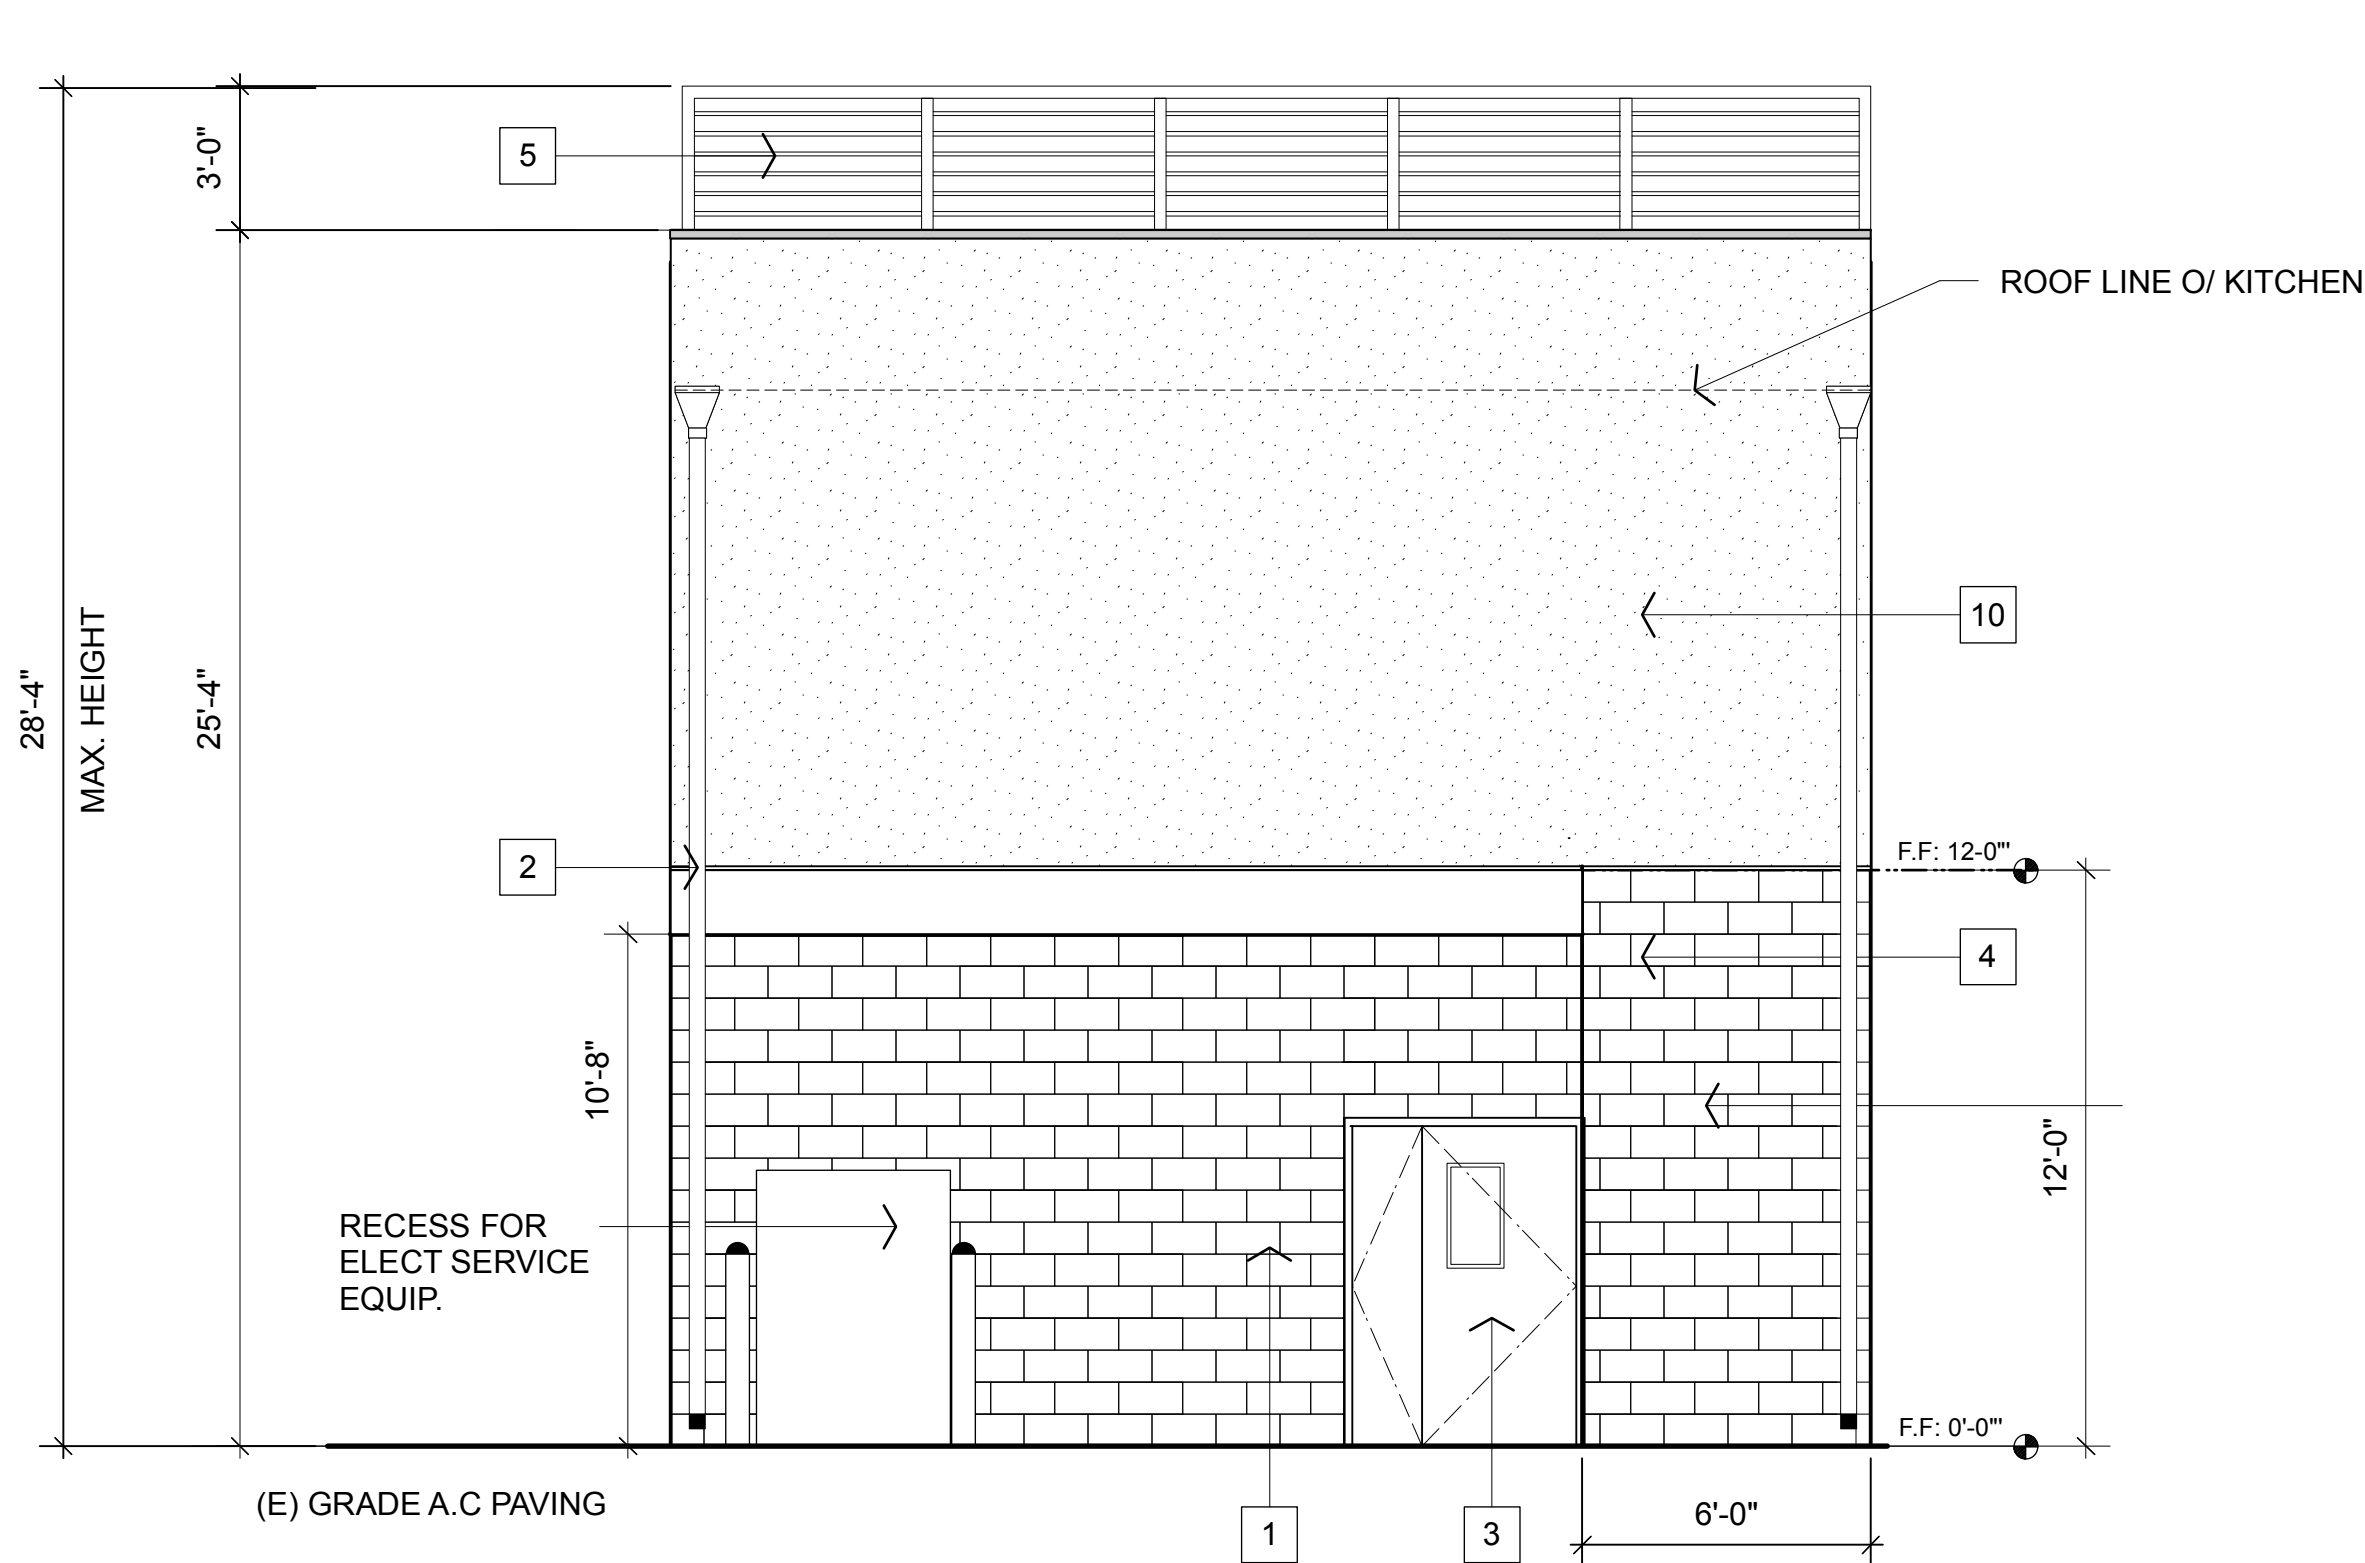 3'-0"
5
ROOF LINE O/ KITCHEN
10
28'-4"
MAX. HEIGHT
25'-4"
2
F.F: 12-0"'
4
10'-8"
12'-0"
RECESS FOR
ELECT SERVICE
EQUIP.
F.F: 0'-0"'
(E) GRADE A.C PAVING
1
3
6'-0"